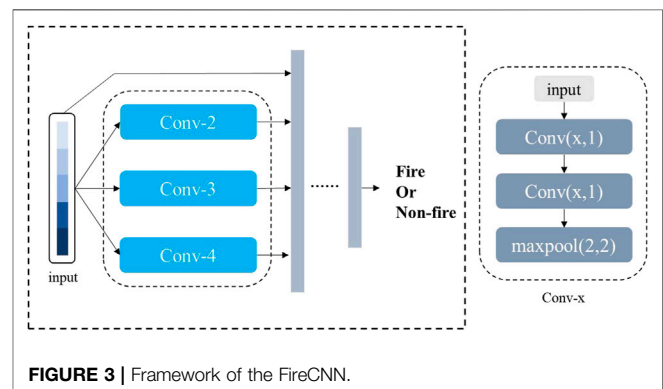 input
Conv-2
Conv-3
Conv-4
......
Fire
Or
Non-fire
input
Conv(x,1)
Conv(x,1)
maxpool(2,2)
Conv-x
FIGURE 3 | Framework of the FireCNN.